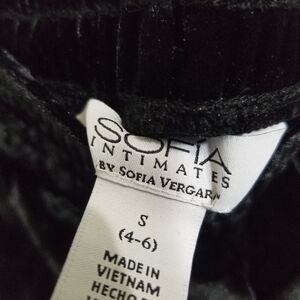 SOFIA
INTIMATES
BY SOFIA VERGARA
S
(4-6)
MADE IN
VIETNAM
HECHO